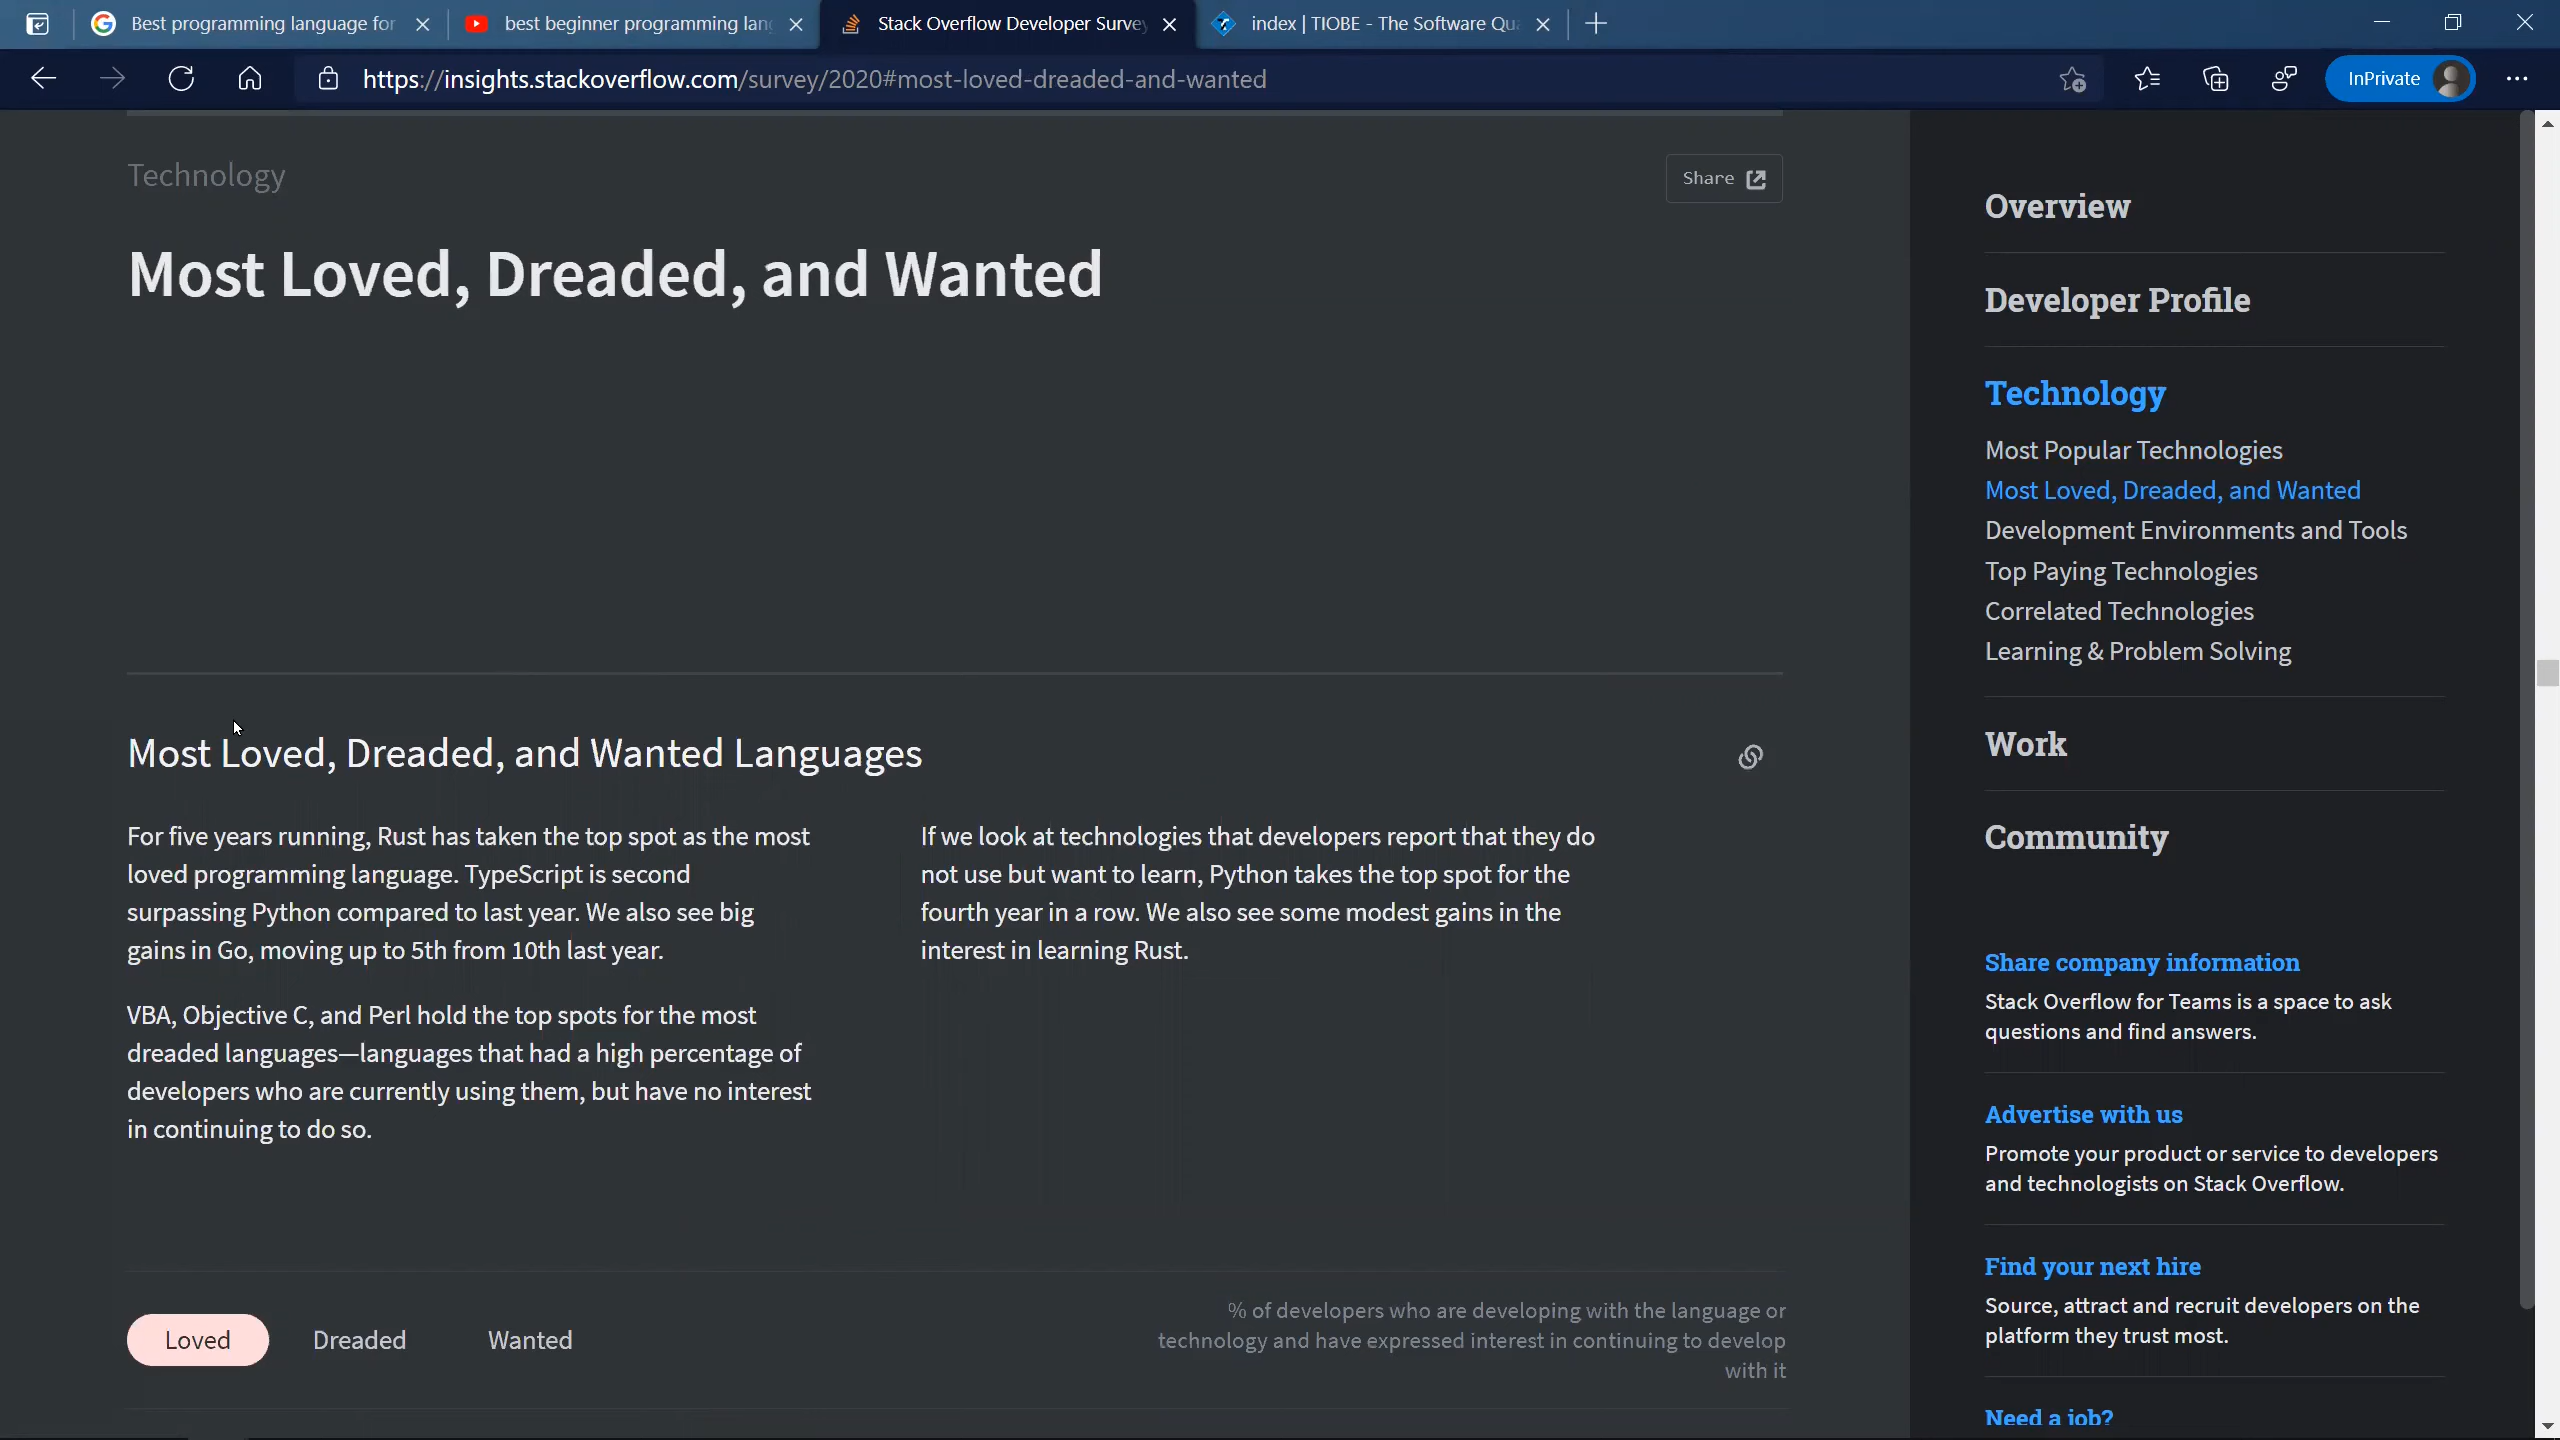 Best programming language for
best beginner programming lan
Stack Overflow Developer Surve
index | TIOBE - The Software Qu
https://insights.stackoverflow.com/survey/2020#most-loved-dreaded-and-wanted
InPrivate
Technology
Share
Most Loved, Dreaded, and Wanted
Most Loved, Dreaded, and Wanted Languages
For five years running, Rust has taken the top spot as the most
loved programming language. TypeScript is second
surpassing Python compared to last year. We also see big
gains in Go, moving up to 5th from 10th last year.
VBA, Objective C, and Perl hold the top spots for the most
dreaded languages—languages that had a high percentage of
developers who are currently using them, but have no interest
in continuing to do so.
If we look at technologies that developers report that they do
not use but want to learn, Python takes the top spot for the
fourth year in a row. We also see some modest gains in the
interest in learning Rust.
Loved
Dreaded
Wanted
% of developers who are developing with the language or
technology and have expressed interest in continuing to develop
with it
Overview
Developer Profile
Technology
Most Popular Technologies
Most Loved, Dreaded, and Wanted
Development Environments and Tools
Top Paying Technologies
Correlated Technologies
Learning & Problem Solving
Work
Community
Share company information
Stack Overflow for Teams is a space to ask
questions and find answers.
Advertise with us
Promote your product or service to developers
and technologists on Stack Overflow.
Find your next hire
Source, attract and recruit developers on the
platform they trust most.
Need a job?